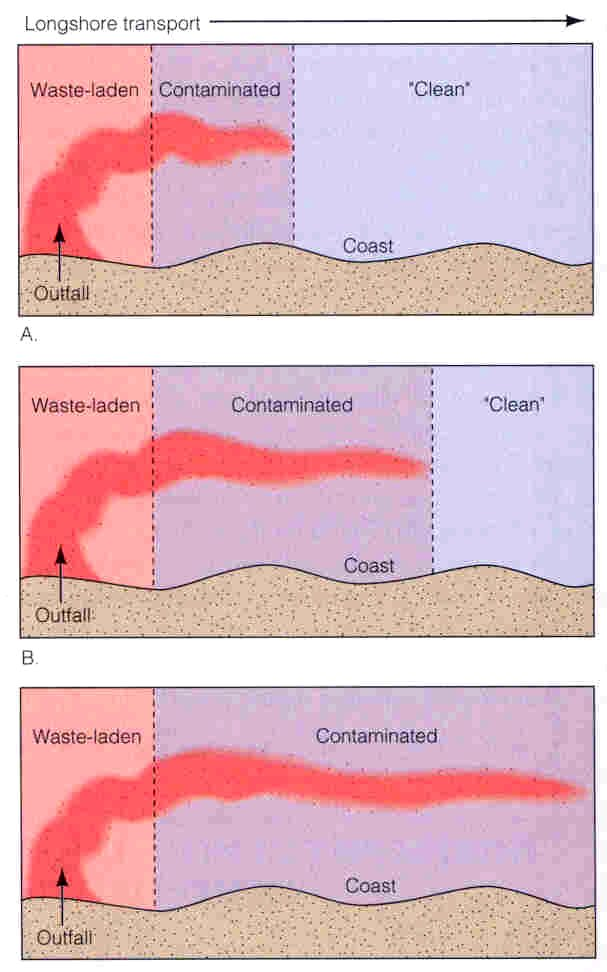 Longshore transport
Waste-laden
Contaminated
"Clean"
Coast
Outfall
A.
Waste-laden
Contaminated
"Clean"
Coast
Outfall
B.
Waste-laden
Contaminated
Coast
Outfall